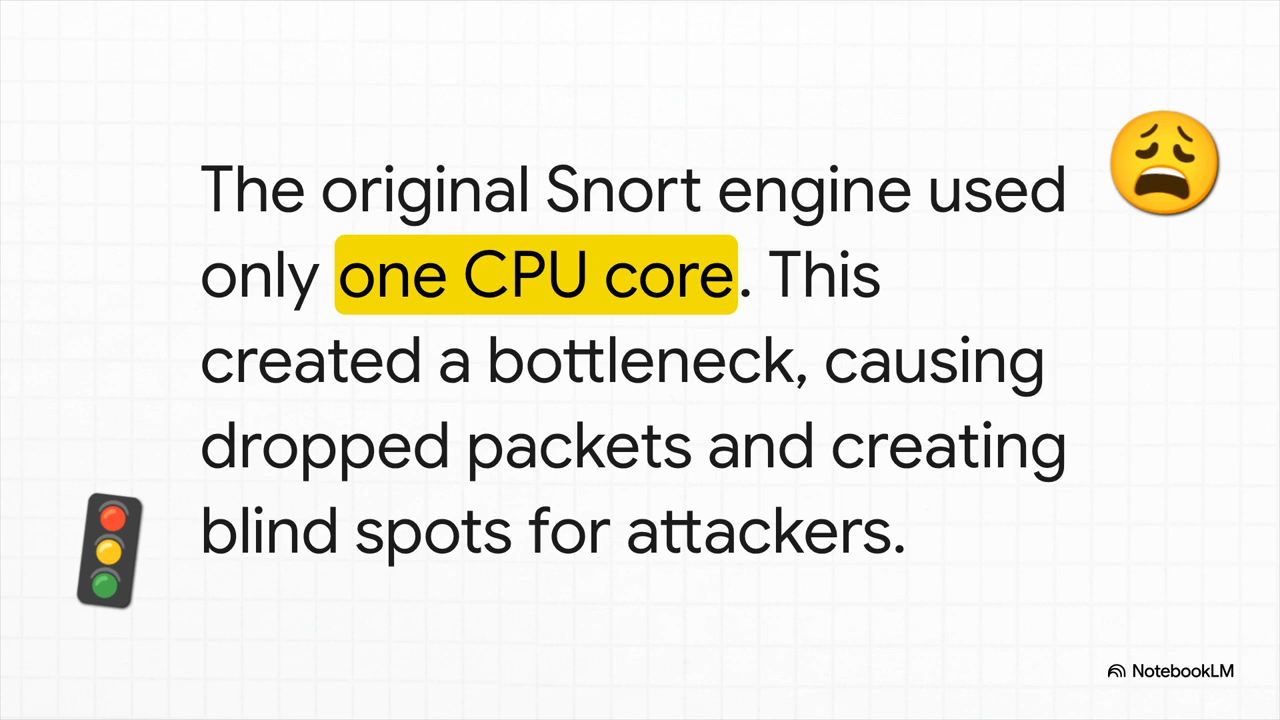 The original Snort engine used
only one CPU core. This
created a bottleneck, causing
dropped packets and creating
blind spots for attackers.
NotebookLM